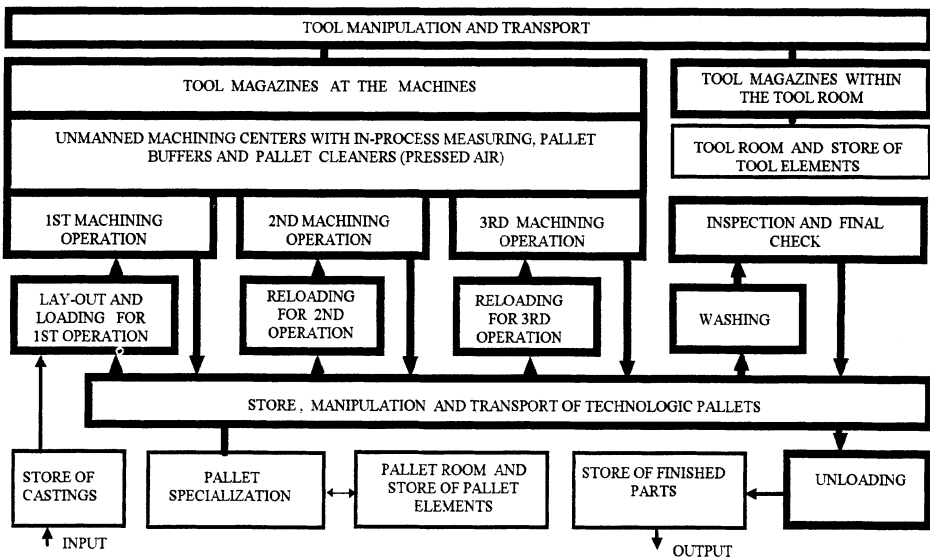 TOOL MANIPULATION AND TRANSPORT
TOOL MAGAZINES AT THE MACHINES
TOOL MAGAZINES WITHIN
THE TOOL ROOM
UNMANNED MACHINING CENTERS WITH IN-PROCESS MEASURING, PALLET
BUFFERS AND PALLET CLEANERS (PRESSED AIR)
TOOL ROOM AND STORE OF
TOOL ELEMENTS
1ST MACHINING
OPERATION
2ND MACHINING
OPERATION
3RD MACHINING
OPERATION
INSPECTION AND FINAL
CHECK
LAY-OUT AND
LOADING FOR
1ST OPERATION
RELOADING
FOR 2ND
OPERATION
RELOADING
FOR 3RD
OPERATION
WASHING
STORE , MANIPULATION AND TRANSPORT OF TECHNOLOGIC PALLETS
STORE OF
CASTINGS
PALLET
SPECIALIZATION
PALLET ROOM AND
STORE OF PALLET
ELEMENTS
STORE OF FINISHED
PARTS
UNLOADING
INPUT
OUTPUT